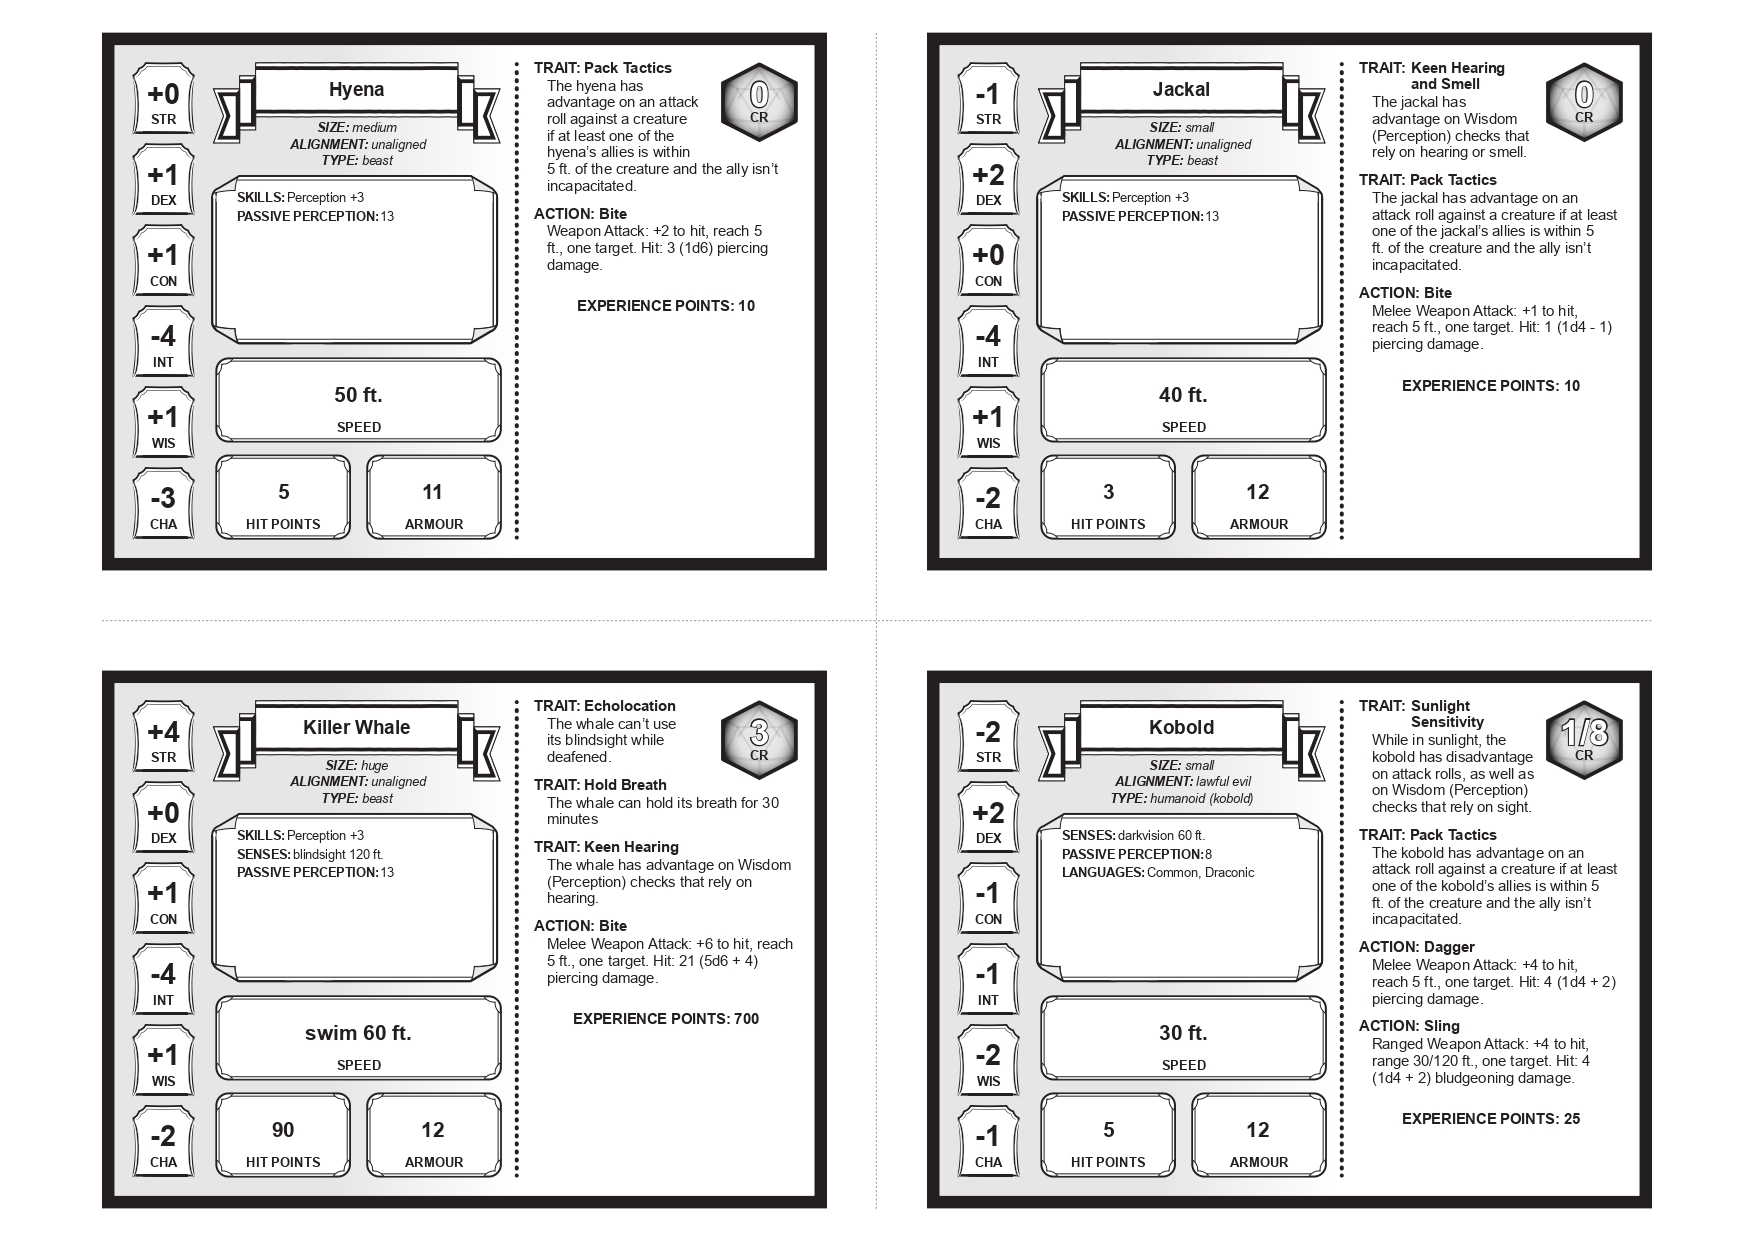 Hyena
SIZE: medium
ALIGNMENT: unaligned
TYPE: beast
+0
STR
+1
DEX
+1
CON
-4
INT
+1
WIS
-3
CHA
SKILLS: Perception +3
PASSIVE PERCEPTION: 13
50 ft.
SPEED
5
HIT POINTS
11
ARMOUR
TRAIT: Pack Tactics
The hyena has
advantage on an attack
roll against a creature
if at least one of the
hyena's allies is within
5 ft. of the creature and the ally isn't
incapacitated.
ACTION: Bite
Weapon Attack: +2 to hit, reach 5
ft., one target. Hit: 3 (1d6) piercing
damage.
EXPERIENCE POINTS: 10
0
CR
Jackal
SIZE: small
ALIGNMENT: unaligned
TYPE: beast
-1
STR
+2
DEX
+0
CON
-4
INT
+1
WIS
-2
CHA
SKILLS: Perception +3
PASSIVE PERCEPTION: 13
40 ft.
SPEED
3
HIT POINTS
12
ARMOUR
TRAIT: Keen Hearing
and Smell
The jackal has
advantage on Wisdom
(Perception) checks that
rely on hearing or smell.
TRAIT: Pack Tactics
The jackal has advantage on an
attack roll against a creature if at least
one of the jackal's allies is within 5
ft. of the creature and the ally isn't
incapacitated.
ACTION: Bite
Melee Weapon Attack: +1 to hit,
reach 5 ft., one target. Hit: 1 (1d4 - 1)
piercing damage.
EXPERIENCE POINTS: 10
0
CR
Killer Whale
SIZE: huge
ALIGNMENT: unaligned
TYPE: beast
+4
STR
+0
DEX
+1
CON
-4
INT
+1
WIS
-2
CHA
SKILLS: Perception +3
SENSES: blindsight 120 ft.
PASSIVE PERCEPTION: 13
swim 60 ft.
SPEED
90
HIT POINTS
12
ARMOUR
TRAIT: Echolocation
The whale can't use
its blindsight while
deafened.
TRAIT: Hold Breath
The whale can hold its breath for 30
minutes
TRAIT: Keen Hearing
The whale has advantage on Wisdom
(Perception) checks that rely on
hearing.
ACTION: Bite
Melee Weapon Attack: +6 to hit, reach
5 ft., one target. Hit: 21 (5d6 + 4)
piercing damage.
EXPERIENCE POINTS: 700
3
CR
Kobold
SIZE: small
ALIGNMENT: lawful evil
TYPE: humanoid (kobold)
-2
STR
+2
DEX
-1
CON
-1
INT
-2
WIS
-1
CHA
SENSES: darkvision 60 ft.
PASSIVE PERCEPTION: 8
LANGUAGES: Common, Draconic
30 ft.
SPEED
5
HIT POINTS
12
ARMOUR
TRAIT: Sunlight
Sensitivity
While in sunlight, the
kobold has disadvantage
on attack rolls, as well as
on Wisdom (Perception)
checks that rely on sight.
TRAIT: Pack Tactics
The kobold has advantage on an
attack roll against a creature if at least
one of the kobold's allies is within 5
ft. of the creature and the ally isn't
incapacitated.
ACTION: Dagger
Melee Weapon Attack: +4 to hit,
reach 5 ft., one target. Hit: 4 (1d4 + 2)
piercing damage.
ACTION: Sling
Ranged Weapon Attack: +4 to hit,
range 30/120 ft., one target. Hit: 4
(1d4 + 2) bludgeoning damage.
EXPERIENCE POINTS: 25
1/8
CR